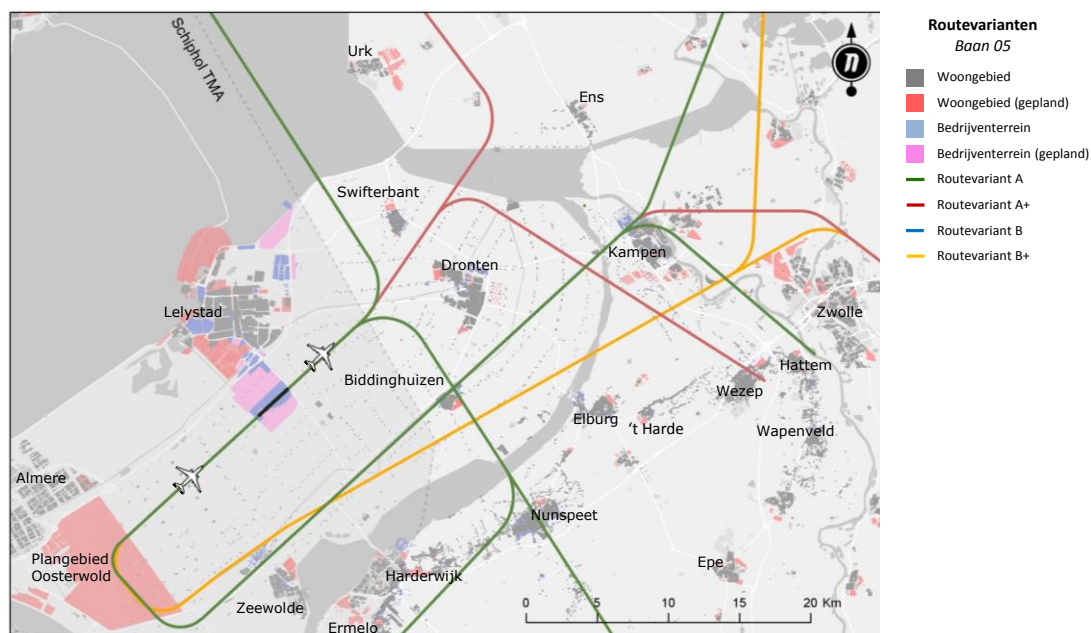 Schiphol TMA
Urk
Ens
Swifterbant
Dronten
Kampen
Lelystad
Zwolle
Biddinghuizen
Hattem
Wezep
Elburg
't Harde
Wapenveld
Almere
Nunspeet
Plangebied
Oosterwold
Harderwijk
Epe
Zeewolde
Ermelo
0 5 10 15 20 Km
n
Routevarianten
Baan 05
Woongebied
Woongebied (gepland)
Bedrijventerrein
Bedrijventerrein (gepland)
Routevariant A
Routevariant A+
Routevariant B
Routevariant B+